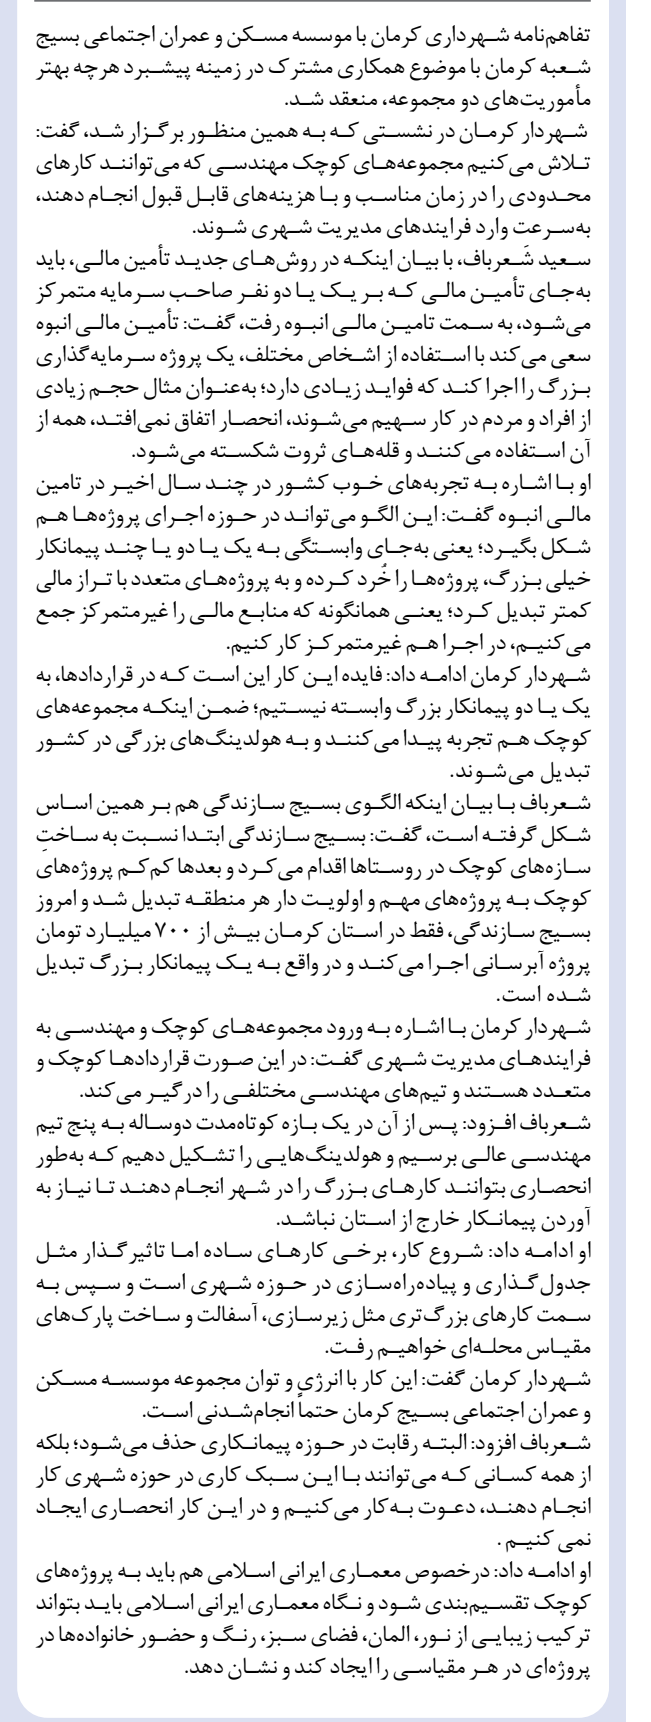 تفاهم‌نامه شهرداری کرمان با موسسه مسکن و عمران اجتماعی بسیج
شعبه کرمان با موضوع همکاری مشترک در زمینه پیشبرد هرچه بهتر
مأموریت‌های دو مجموعه، منعقد شد.
شهردار کرمان در نشستی که به همین منظور برگزار شد، گفت:
تلاش می‌کنیم مجموعه‌های کوچک مهندسی که می‌توانند کارهای
محدودی را در زمان مناسب و با هزینه‌های قابل قبول انجام دهند،
به‌سرعت وارد فرایندهای مدیریت شهری شوند.
سعید شَعرباف، با بیان اینکه در روش‌های جدید تأمین مالی، باید
به‌جای تأمین مالی که بر یک یا دو نفر صاحب سرمایه متمرکز
می‌شود، به سمت تامین مالی انبوه رفت، گفت: تأمین مالی انبوه
سعی می‌کند با استفاده از اشخاص مختلف، یک پروژه سرمایه‌گذاری
بزرگ را اجرا کند که فواید زیادی دارد؛ به‌عنوان مثال حجم زیادی
از افراد و مردم در کار سهیم می‌شوند، انحصار اتفاق نمی‌افتد، همه از
آن استفاده می‌کنند و قله‌های ثروت شکسته می‌شود.
او با اشاره به تجربه‌های خوب کشور در چند سال اخیر در تامین
مالی انبوه گفت: این الگو می‌تواند در حوزه اجرای پروژه‌ها هم
شکل بگیرد؛ یعنی به‌جای وابستگی به یک یا دو یا چند پیمانکار
خیلی بزرگ، پروژه‌ها را خُرد کرده و به پروژه‌های متعدد با تراز مالی
کمتر تبدیل کرد؛ یعنی همانگونه که منابع مالی را غیرمتمرکز جمع
می‌کنیم، در اجرا هم غیرمتمرکز کار کنیم.
شهردار کرمان ادامه داد: فایده این کار این است که در قراردادها، به
یک یا دو پیمانکار بزرگ وابسته نیستیم؛ ضمن اینکه مجموعه‌های
کوچک هم تجربه پیدا می‌کنند و به هولدینگ‌های بزرگی در کشور
تبدیل می‌شوند.
شعرباف با بیان اینکه الگوی بسیج سازندگی هم بر همین اساس
شکل گرفته است، گفت: بسیج سازندگی ابتدا نسبت به ساختِ
سازه‌های کوچک در روستاها اقدام می‌کرد و بعدها کم‌کم پروژه‌های
کوچک به پروژه‌های مهم و اولویت دار هر منطقه تبدیل شد و امروز
بسیج سازندگی، فقط در استان کرمان بیش از ۷۰۰ میلیارد تومان
پروژه آبرسانی اجرا می‌کند و در واقع به یک پیمانکار بزرگ تبدیل
شده است.
شهردار کرمان با اشاره به ورود مجموعه‌های کوچک و مهندسی به
فرایندهای مدیریت شهری گفت: در این صورت قراردادها کوچک و
متعدد هستند و تیم‌های مهندسی مختلفی را درگیر می‌کند.
شعرباف افزود: پس از آن در یک بازه کوتاه‌مدت دوساله به پنج تیم
مهندسی عالی برسیم و هولدینگ‌هایی را تشکیل دهیم که به‌طور
انحصاری بتوانند کارهای بزرگ را در شهر انجام دهند تا نیاز به
آوردن پیمانکار خارج از استان نباشد.
او ادامه داد: شروع کار، برخی کارهای ساده اما تاثیرگذار مثل
جدول‌گذاری و پیاده‌راه‌سازی در حوزه شهری است و سپس به
سمت کارهای بزرگ‌تری مثل زیرسازی، آسفالت و ساخت پارک‌های
مقیاس محله‌ای خواهیم رفت.
شهردار کرمان گفت: این کار با انرژی و توان مجموعه موسسه مسکن
و عمران اجتماعی بسیج کرمان حتماً انجام‌شدنی است.
شعرباف افزود: البته رقابت در حوزه پیمانکاری حذف می‌شود؛ بلکه
از همه کسانی که می‌توانند با این سبک کاری در حوزه شهری کار
انجام دهند، دعوت به‌کار می‌کنیم و در این کار انحصاری ایجاد
نمی کنیم .
او ادامه داد: درخصوص معماری ایرانی اسلامی هم باید به پروژه‌های
کوچک تقسیم‌بندی شود و نگاه معماری ایرانی اسلامی باید بتواند
ترکیب زیبایی از نور، المان، فضای سبز، رنگ و حضور خانواده‌ها در
پروژه‌ای در هر مقیاسی را ایجاد کند و نشان دهد.